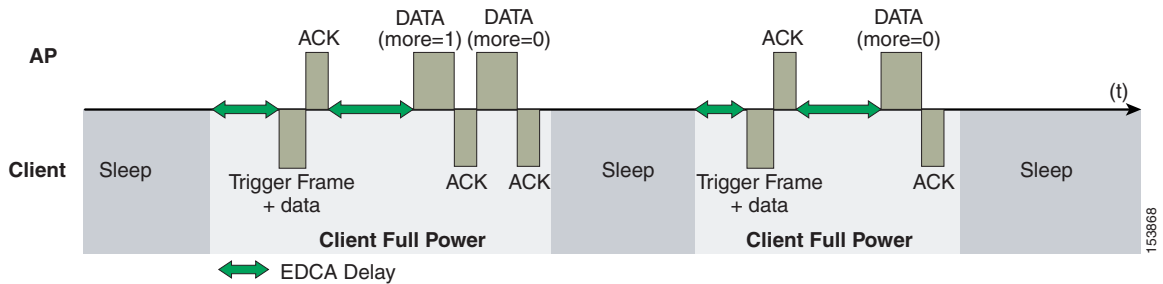 DATA DATA
ACK (more=1) (more=0) ACK (more=0)
AP
(t)
Client Sleep Sleep Sleep
Trigger Frame ACK ACK Trigger Frame ACK
+ data + data
Client Full Power Client Full Power
EDCA Delay
153868